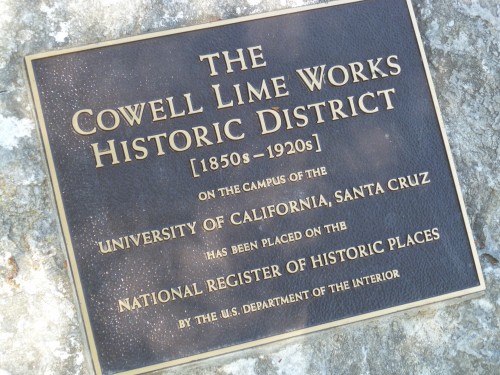 THE
COWELL LIME WORKS
HISTORIC DISTRICT
[1850s–1920s]
ON THE CAMPUS OF THE
UNIVERSITY OF CALIFORNIA, SANTA CRUZ
HAS BEEN PLACED ON THE
NATIONAL REGISTER OF HISTORIC PLACES
BY THE U.S. DEPARTMENT OF THE INTERIOR